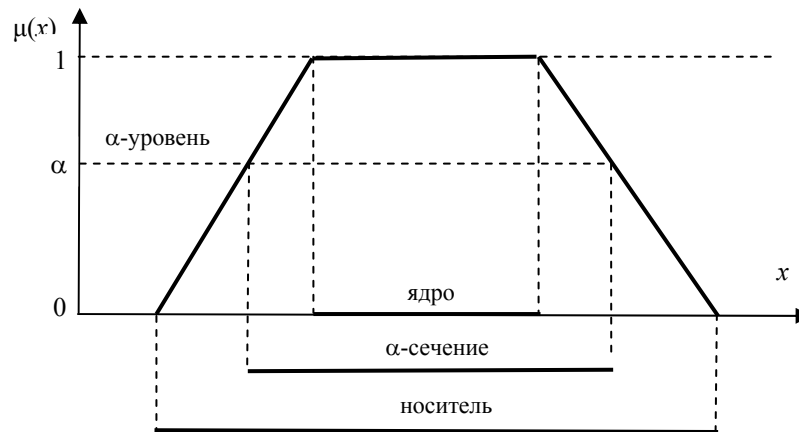 μ(x)
1
α-уровень
α
x
0
ядро
α-сечение
носитель